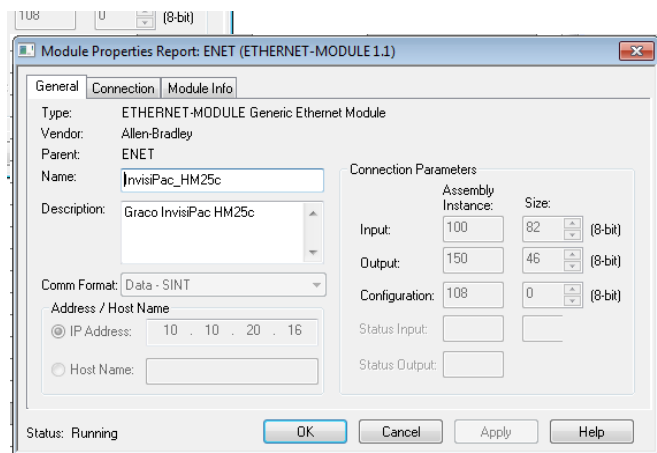 108 0 (8-bit)
Module Properties Report: ENET (ETHERNET-MODULE 1.1)
General Connection Module Info
Type: ETHERNET-MODULE Generic Ethernet Module
Vendor: Allen-Bradley
Parent: ENET
Name: InvisiPac_HM25c
Description: Graco InvisiPac HM25c
Comm Format: Data - SINT
Address / Host Name
IP Address: 10 . 10 . 20 . 16
Host Name:
Connection Parameters
Assembly
Instance: Size:
Input: 100 82 (8-bit)
Output: 150 46 (8-bit)
Configuration: 108 0 (8-bit)
Status Input:
Status Output:
Status: Running OK Cancel Apply Help